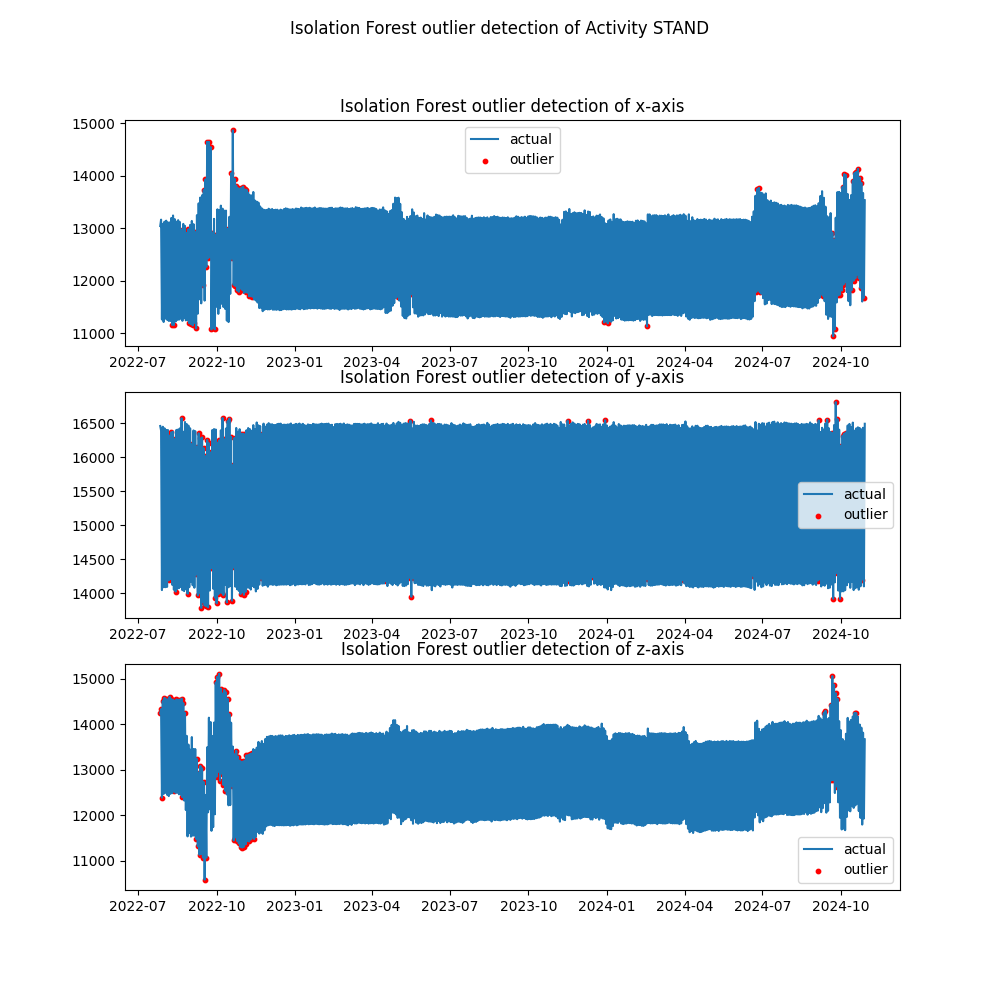 Isolation Forest outlier detection of Activity STAND
Isolation Forest outlier detection of x-axis
15000
14000
13000
12000
11000
actual
outlier
2022-07 2022-10 2023-01 2023-04 2023-07 2023-10 2024-01 2024-04 2024-07 2024-10
Isolation Forest outlier detection of y-axis
16500
16000
15500
15000
14500
14000
actual
outlier
2022-07 2022-10 2023-01 2023-04 2023-07 2023-10 2024-01 2024-04 2024-07 2024-10
Isolation Forest outlier detection of z-axis
15000
14000
13000
12000
11000
actual
outlier
2022-07 2022-10 2023-01 2023-04 2023-07 2023-10 2024-01 2024-04 2024-07 2024-10